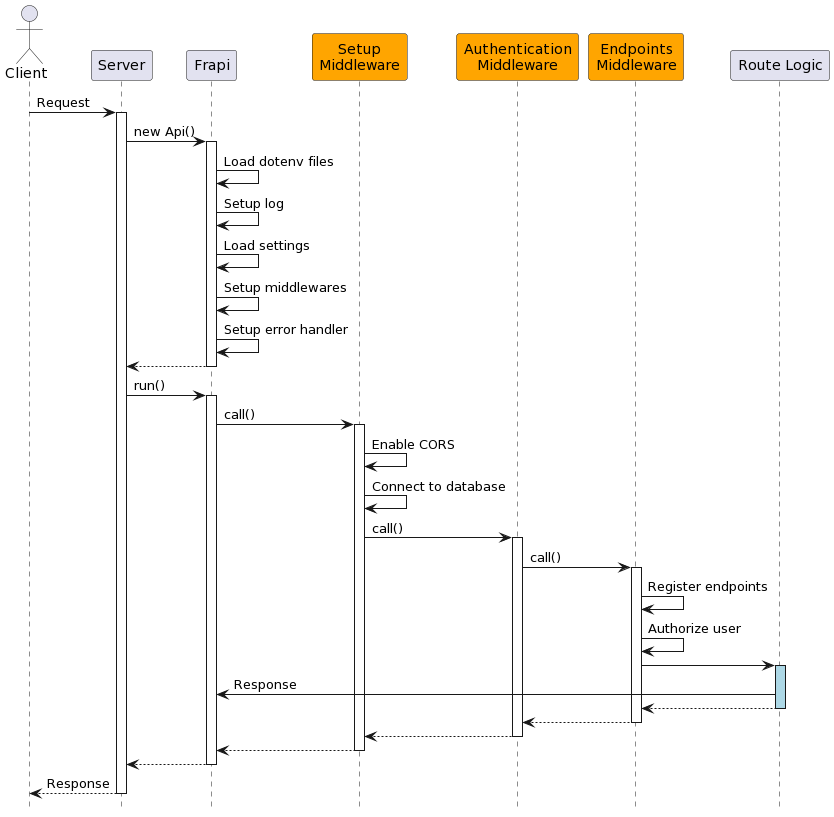 Client
Server
Frapi
Setup
Middleware
Authentication
Middleware
Endpoints
Middleware
Route Logic
Request
new Api()
Load dotenv files
Setup log
Load settings
Setup middlewares
Setup error handler
run()
call()
Enable CORS
Connect to database
call()
call()
Register endpoints
Authorize user
Response
Response